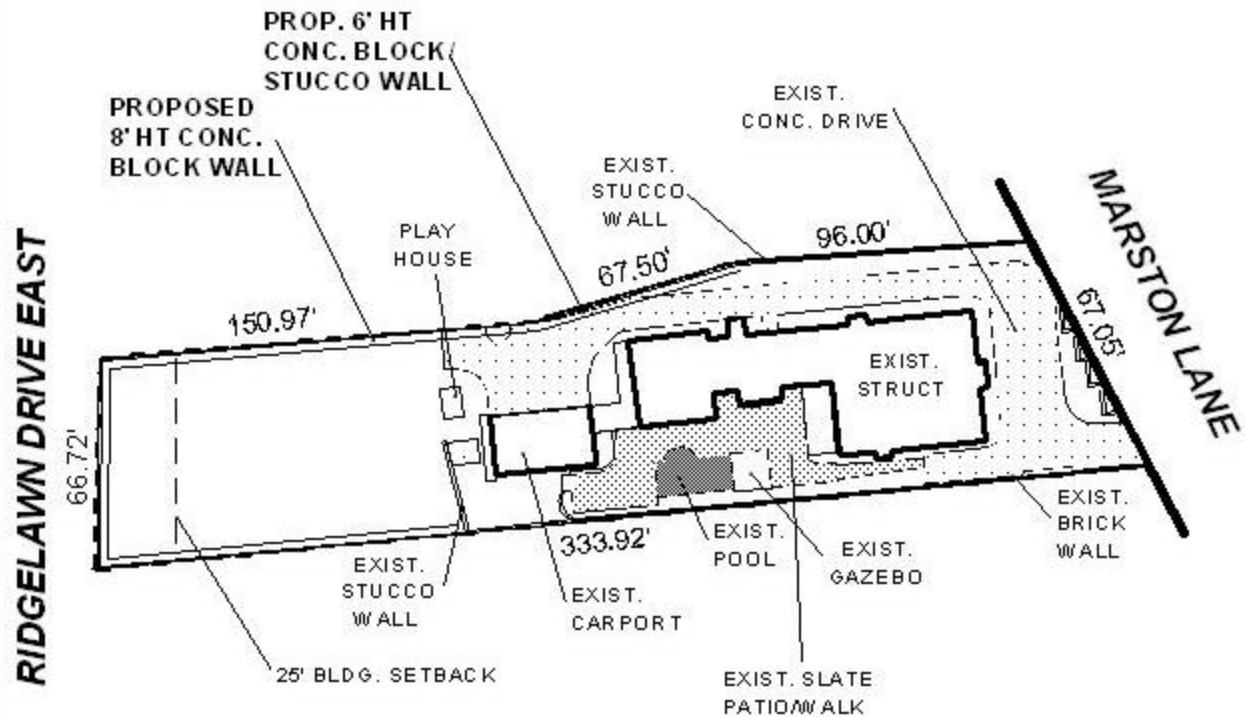 PROP. 6' HT
CONC. BLOCK/
STUCCO WALL
PROPOSED
8' HT CONC.
BLOCK WALL
EXIST.
CONC. DRIVE
EXIST.
STUCCO
WALL
PLAY
HOUSE
MARSTON LANE
96.00'
67.50'
150.97'
67.05'
RIDGELAWN DRIVE EAST
66.72'
EXIST.
STRUCT
333.92'
EXIST.
STUCCO
WALL
EXIST.
CARPORT
EXIST.
POOL
EXIST.
GAZEBO
EXIST.
BRICK
WALL
25' BLDG. SETBACK
EXIST. SLATE
PATIO/WALK